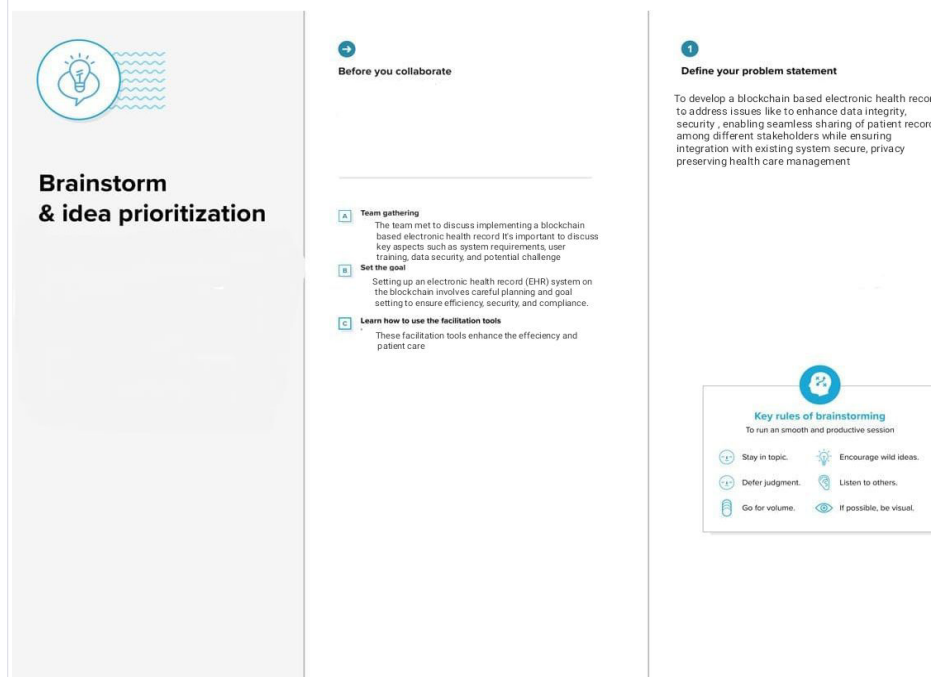 Brainstorm
& idea prioritization
Before you collaborate
A
Team gathering
The team met to discuss implementing a blockchain
based electronic health record It's important to discuss
key aspects such as system requirements, user
training, data security, and potential challenge
B
Set the goal
Setting up an electronic health record (EHR) system on
the blockchain involves careful planning and goal
setting to ensure efficiency, security, and compliance.
C
Learn how to use the facilitation tools
These facilitation tools enhance the effeciency and
patient care
1
Define your problem statement
To develop a blockchain based electronic health recor
to address issues like to enhance data integrity,
security , enabling seamless sharing of patient record
among different stakeholders while ensuring
integration with existing system secure, privacy
preserving health care management
Key rules of brainstorming
To run an smooth and productive session
Stay in topic.
Encourage wild ideas.
Defer judgment.
Listen to others.
Go for volume.
If possible, be visual.